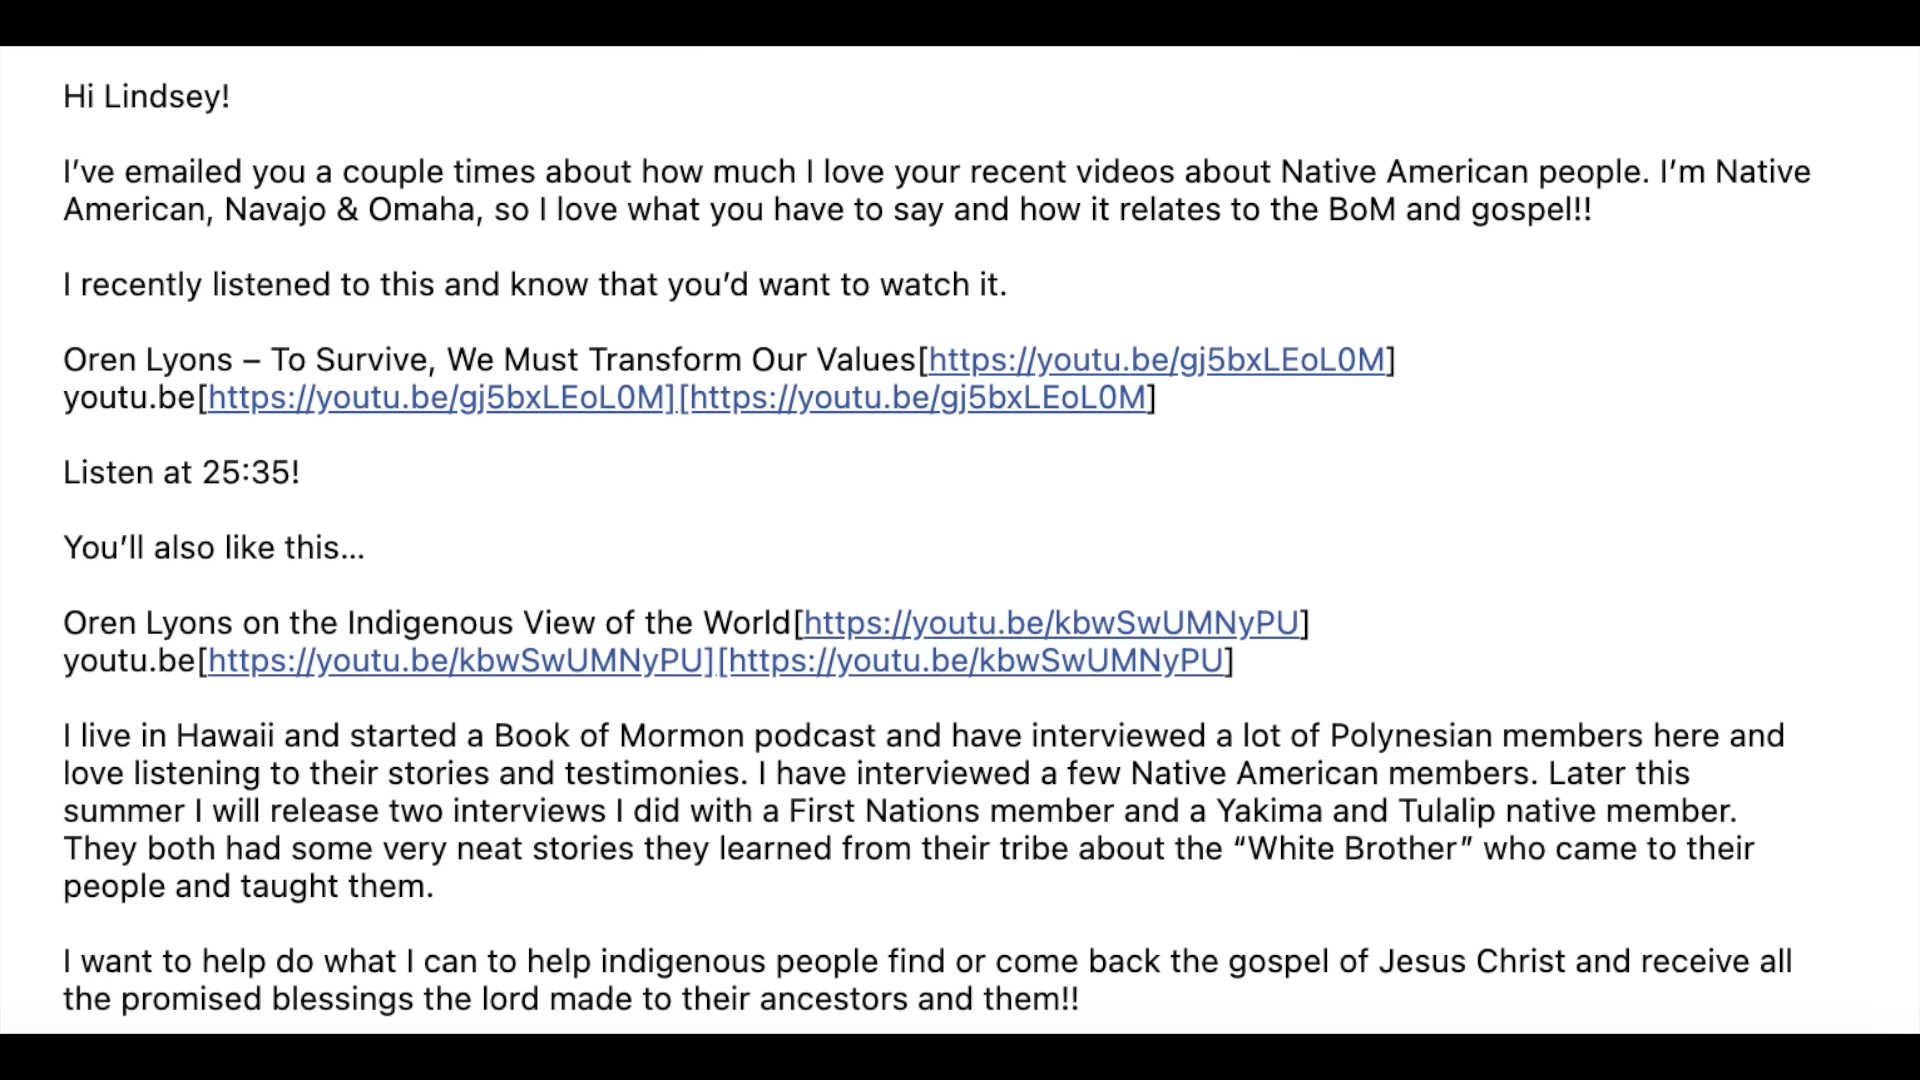 Hi Lindsey!
I’ve emailed you a couple times about how much I love your recent videos about Native American people. I’m Native
American, Navajo & Omaha, so I love what you have to say and how it relates to the BoM and gospel!!
I recently listened to this and know that you’d want to watch it.
Oren Lyons – To Survive, We Must Transform Our Values[https://youtu.be/gj5bxLEoL0M]
youtu.be[https://youtu.be/gj5bxLEoL0M][https://youtu.be/gj5bxLEoL0M]
Listen at 25:35!
You’ll also like this...
Oren Lyons on the Indigenous View of the World[https://youtu.be/kbwSwUMNyPU]
youtu.be[https://youtu.be/kbwSwUMNyPU][https://youtu.be/kbwSwUMNyPU]
I live in Hawaii and started a Book of Mormon podcast and have interviewed a lot of Polynesian members here and
love listening to their stories and testimonies. I have interviewed a few Native American members. Later this
summer I will release two interviews I did with a First Nations member and a Yakima and Tulalip native member.
They both had some very neat stories they learned from their tribe about the “White Brother” who came to their
people and taught them.
I want to help do what I can to help indigenous people find or come back the gospel of Jesus Christ and receive all
the promised blessings the lord made to their ancestors and them!!